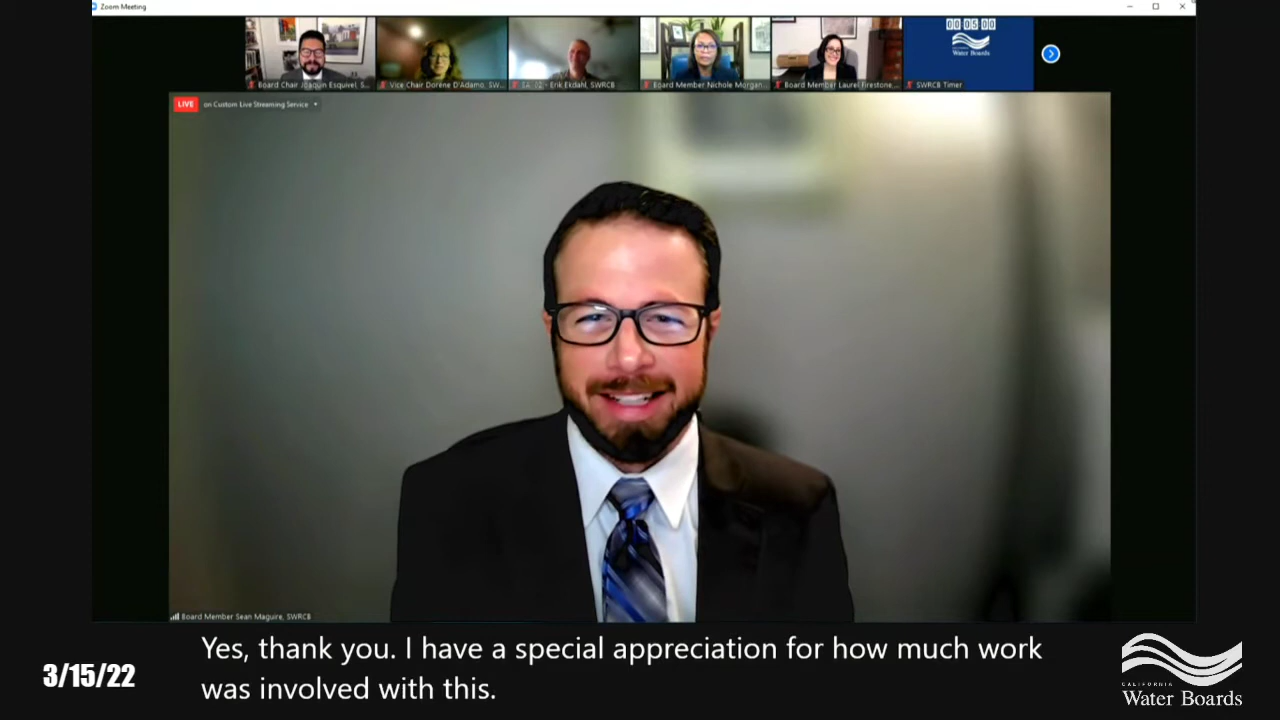 Zoom Meeting
00:05:00
CALIFORNIA
Water Boards
Board Chair Joaquin Esquivel, S...
Vice Chair Dorene D'Adamo, SW...
SA-02 - Erik Ekdahl, SWRCB
Board Member Nichole Morgan...
Board Member Laurel Firestone,...
SWRCB Timer
LIVE on Custom Live Streaming Service
Board Member Sean Maguire, SWRCB
3/15/22
Yes, thank you. I have a special appreciation for how much work
was involved with this.
CALIFORNIA
Water Boards